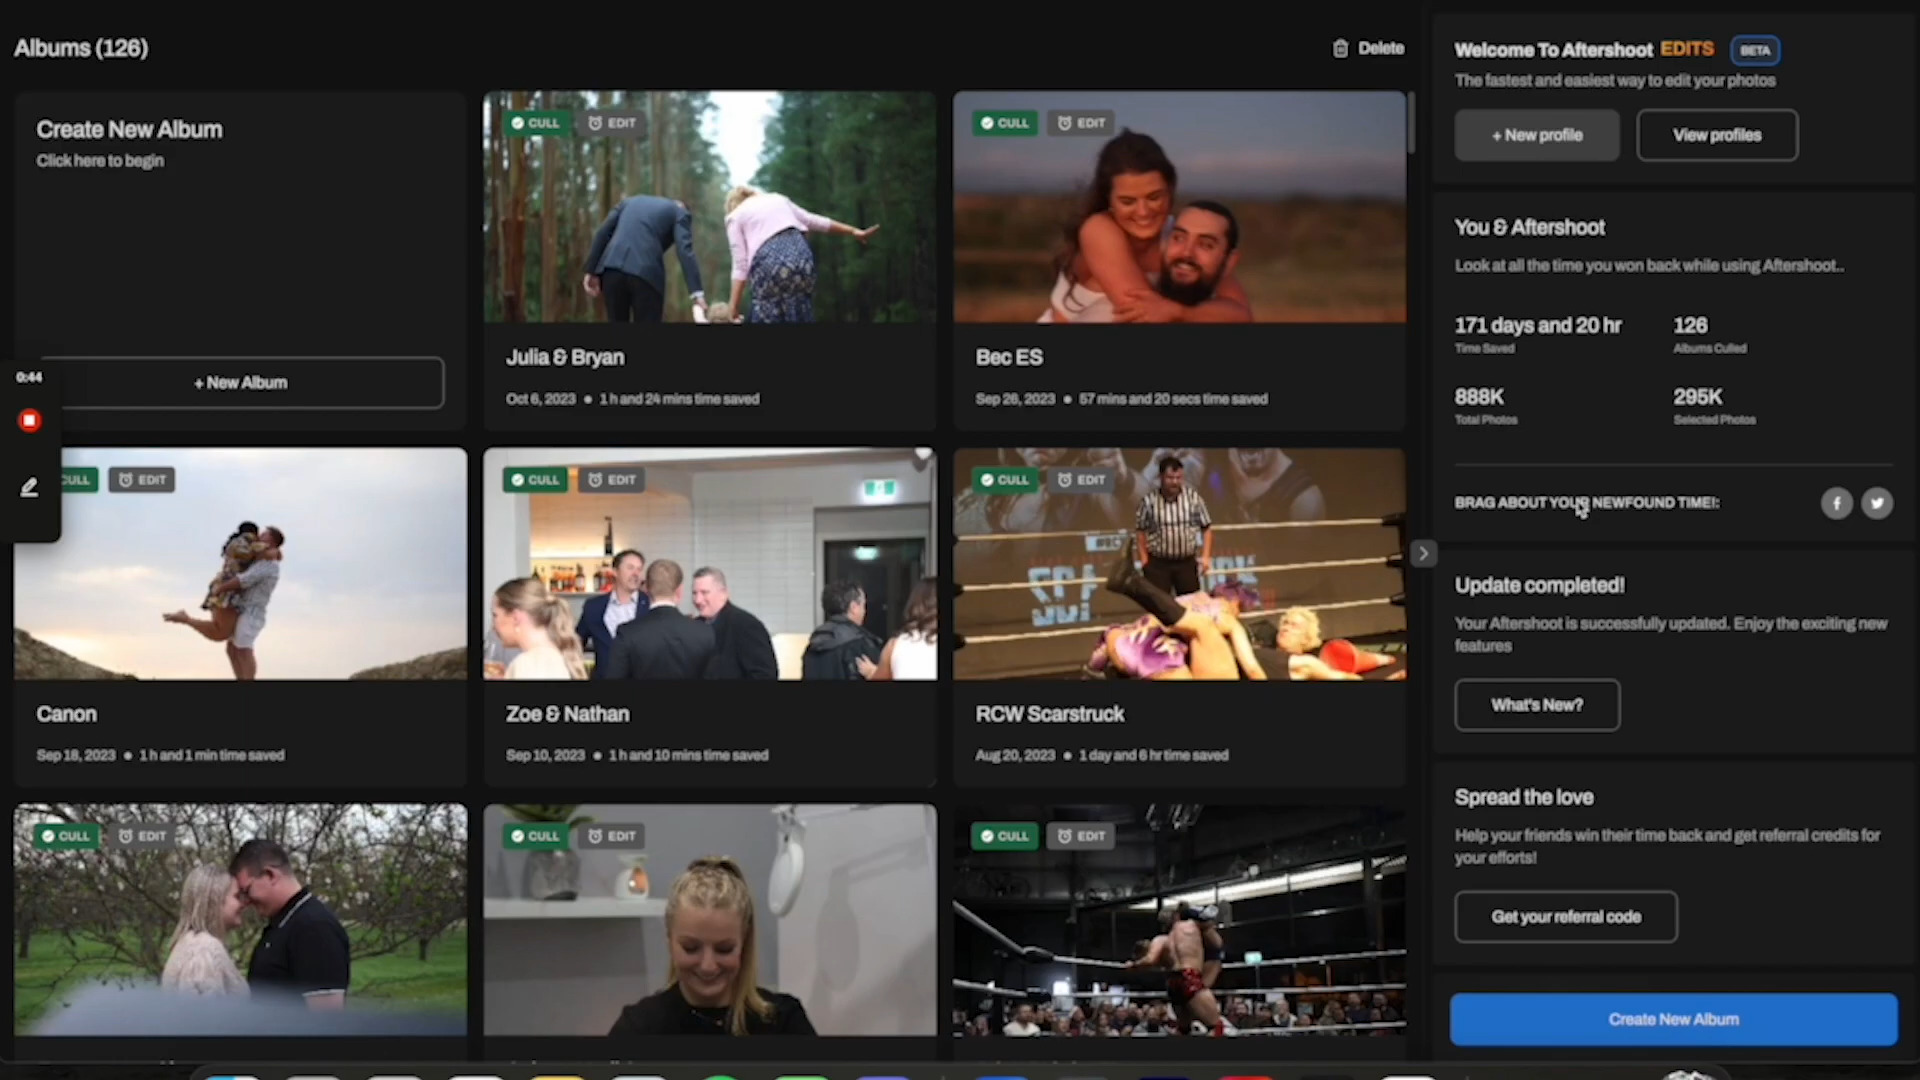 Albums (126)
Delete
Create New Album
Click here to begin
+ New Album
CULL EDIT
Julia & Bryan
Oct 6, 2023 ● 1 h and 24 mins time saved
CULL EDIT
Bec ES
Sep 26, 2023 ● 57 mins and 20 secs time saved
0:44
CULL EDIT
Canon
Sep 18, 2023 ● 1 h and 1 min time saved
CULL EDIT
Zoe & Nathan
Sep 10, 2023 ● 1 h and 10 mins time saved
CULL EDIT
RCW Scarstruck
Aug 20, 2023 ● 1 day and 6 hr time saved
CULL EDIT
CULL EDIT
CULL EDIT
Welcome To Aftershoot EDITS BETA
The fastest and easiest way to edit your photos
+ New profile
View profiles
You & Aftershoot
Look at all the time you won back while using Aftershoot..
171 days and 20 hr
Time Saved
126
Albums Culled
888K
Total Photos
295K
Selected Photos
BRAG ABOUT YOUR NEWFOUND TIME!:
Update completed!
Your Aftershoot is successfully updated. Enjoy the exciting new
features
What's New?
Spread the love
Help your friends win their time back and get referral credits for
your efforts!
Get your referral code
Create New Album